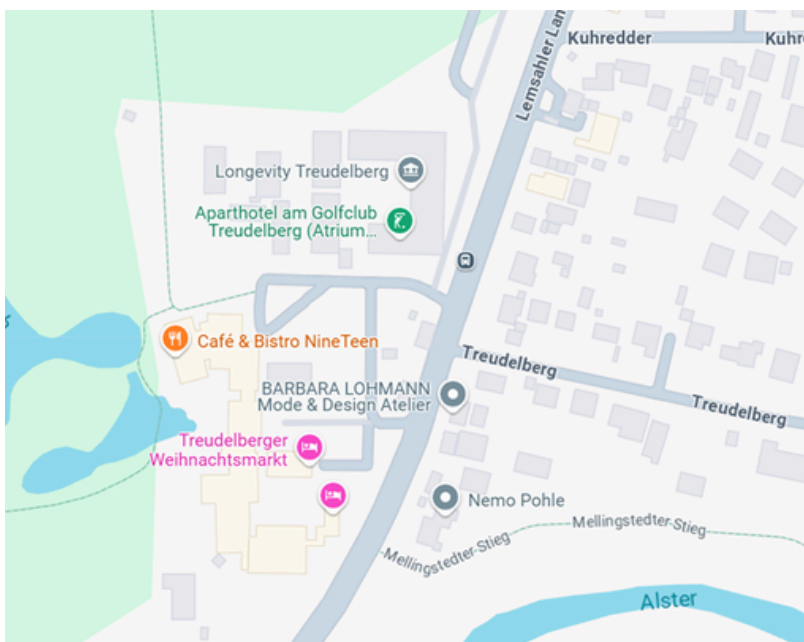 Kuhredder
Kuhre
Lemsahler Lan
Longevity Treudelberg
Aparthotel am Golfclub
Treudelberg (Atrium...
Café & Bistro NineTeen
Treudelberg
BARBARA LOHMANN
Mode & Design Atelier
Treudelberg
Treudelberger
Weihnachtsmarkt
Nemo Pohle
Mellingstedter-Stieg
Mellingstedter-Stieg
Alster